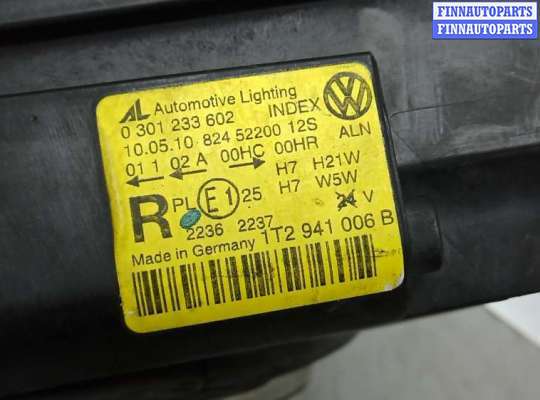 FINNAUTOPARTS
FINNAUTOPARTS
AL Automotive Lighting
0 301 233 602 INDEX
10.05.10 824 52200 12S ALN
01 1 02 A 00HC 00HR
R PL E1 25 H7 H21W
H7 W5W
2236 2237 24 V
Made in Germany 1T2 941 006 B